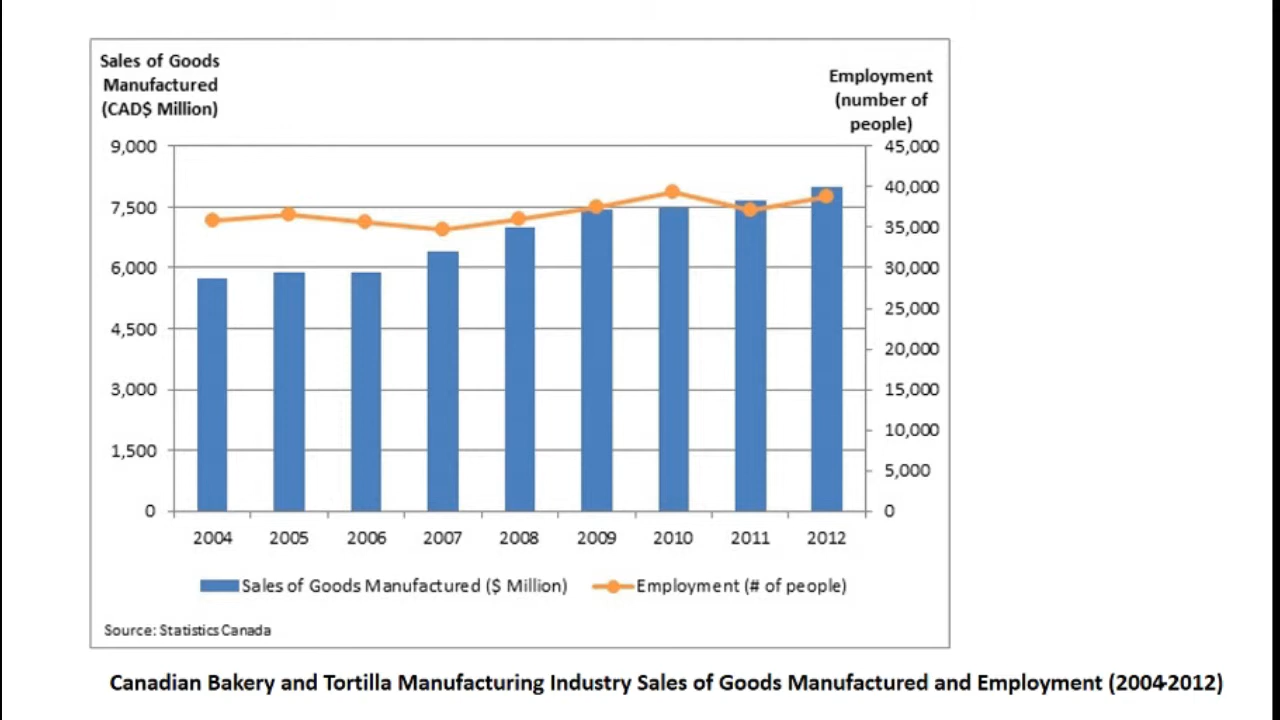 Sales of Goods
Manufactured
(CAD$ Million)
Employment
(number of
people)
9,000
7,500
6,000
4,500
3,000
1,500
0
45,000
40,000
35,000
30,000
25,000
20,000
15,000
10,000
5,000
0
2004 2005 2006 2007 2008 2009 2010 2011 2012
Sales of Goods Manufactured ($ Million) Employment (# of people)
Source: Statistics Canada
Canadian Bakery and Tortilla Manufacturing Industry Sales of Goods Manufactured and Employment (2004-2012)